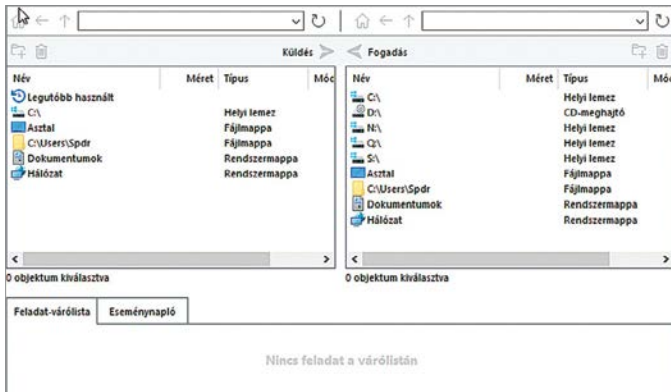 Küldés
Név Méret Típus Móc
Legutóbb használt
C:\ Helyi lemez
Asztal Fájlmappa
C:\Users\Spdr Fájlmappa
Dokumentumok Rendszermappa
Hálózat Rendszermappa
0 objektum kiválasztva
Fogadás
Név Méret Típus Móc
C:\ Helyi lemez
D:\ CD-meghajtó
N:\ Helyi lemez
Q:\ Helyi lemez
S:\ Helyi lemez
Asztal Fájlmappa
C:\Users\Spdr Fájlmappa
Dokumentumok Rendszermappa
Hálózat Rendszermappa
0 objektum kiválasztva
Feladat-várólista Eseménynapló
Nincs feladat a várólistán